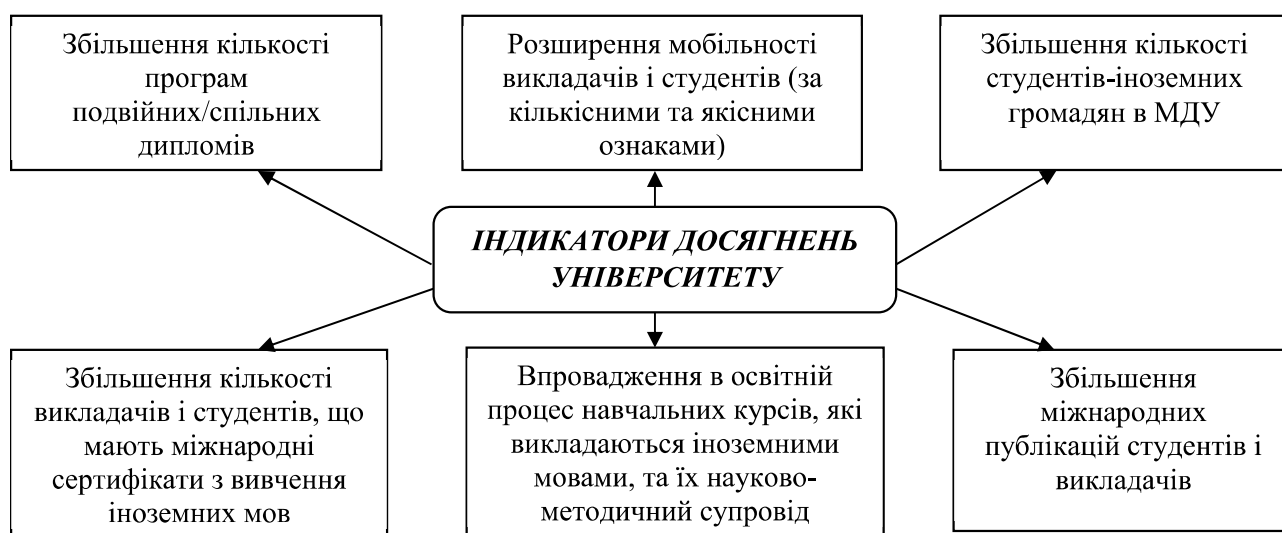 Збільшення кількості
програм
подвійних/спільних
дипломів
Розширення мобільності
викладачів і студентів (за
кількісними та якісними
ознаками)
Збільшення кількості
студентів-іноземних
громадян в МДУ
ІНДИКАТОРИ ДОСЯГНЕНЬ
УНІВЕРСИТЕТУ
Збільшення кількості
викладачів і студентів, що
мають міжнародні
сертифікати з вивчення
іноземних мов
Впровадження в освітній
процес навчальних курсів, які
викладаються іноземними
мовами, та їх науково-
методичний супровід
Збільшення
міжнародних
публікацій студентів і
викладачів